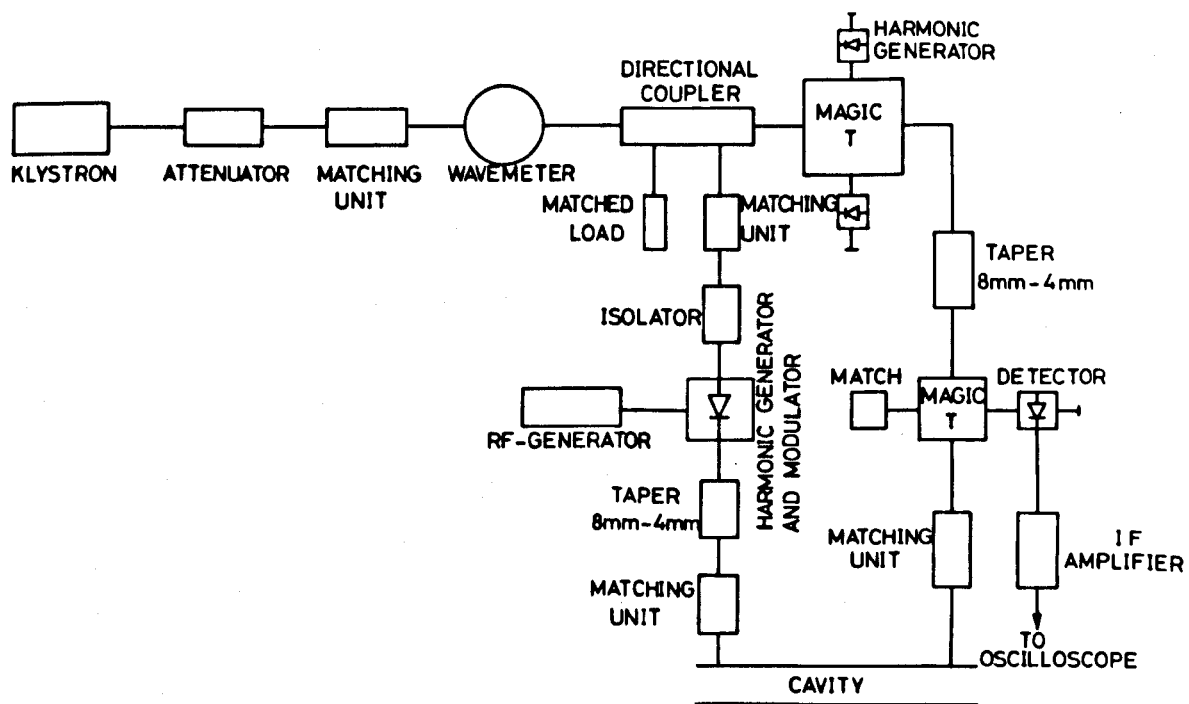 HARMONIC
GENERATOR
DIRECTIONAL
COUPLER
MAGIC
T
KLYSTRON
ATTENUATOR
MATCHING
UNIT
WAVEMETER
MATCHED
LOAD
MATCHING
UNIT
TAPER
8mm-4mm
ISOLATOR
HARMONIC GENERATOR
AND MODULATOR
MATCH
MAGIC
T
DETECTOR
RF-GENERATOR
TAPER
8mm-4mm
MATCHING
UNIT
IF
AMPLIFIER
MATCHING
UNIT
TO
OSCILLOSCOPE
CAVITY